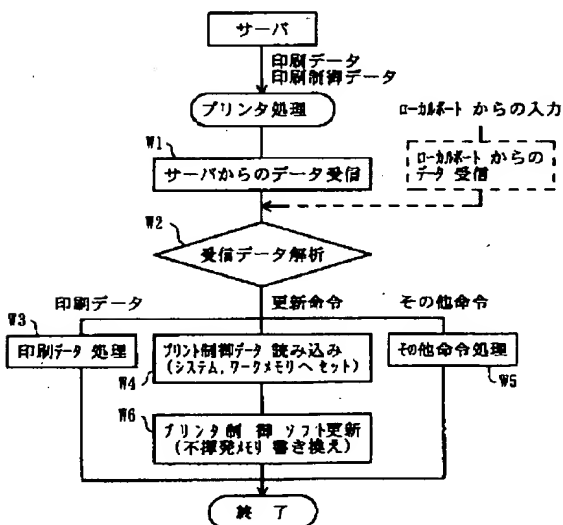 サーバ
印刷データ
印刷制御データ
プリンタ処理
ローカルポート からの入力
W1
サーバからのデータ受信
ローカルポート からの
データ 受信
W2
受信データ解析
印刷データ
更新命令
その他命令
W3
印刷データ 処理
プリント制御データ 読み込み
(システム,ワークメモリへ セット)
W4
その他命令処理
W5
W6
プリンタ 制 御 ソフト更新
(不揮発メモリ 書き換え)
終 了